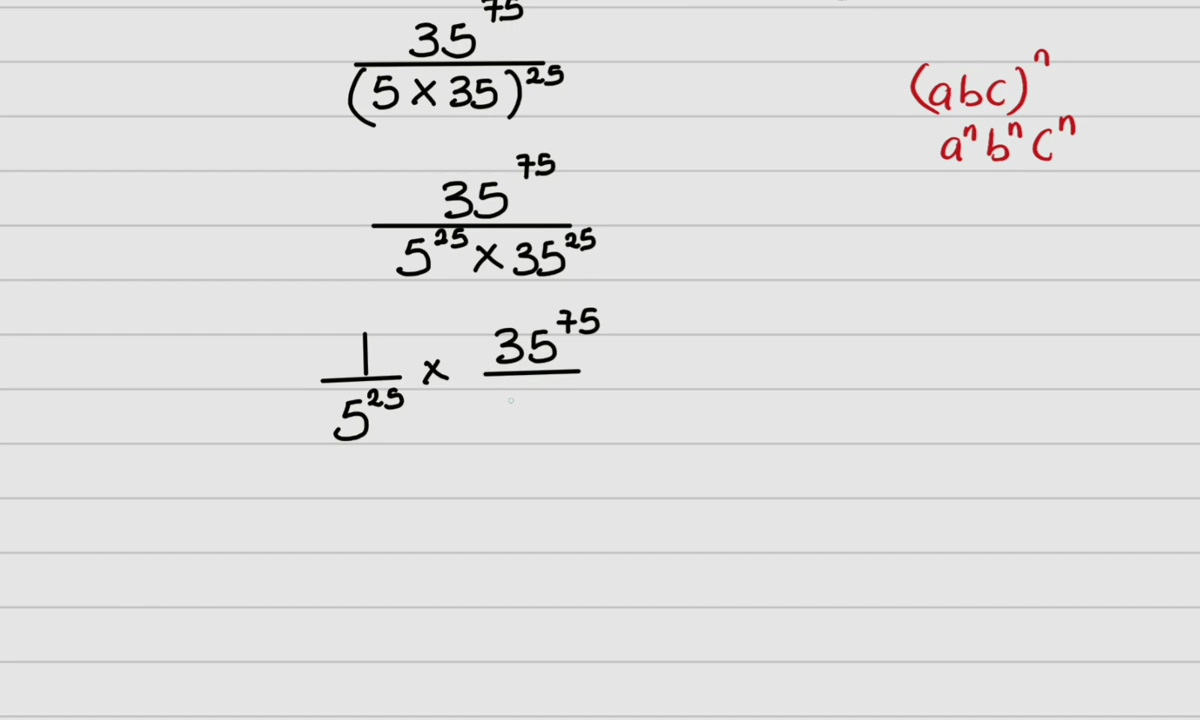 35^75
(5 × 35)^25
(abc)^n
a^n b^n c^n
35^75
5^25 × 35^25
1 × 35^75
5^25